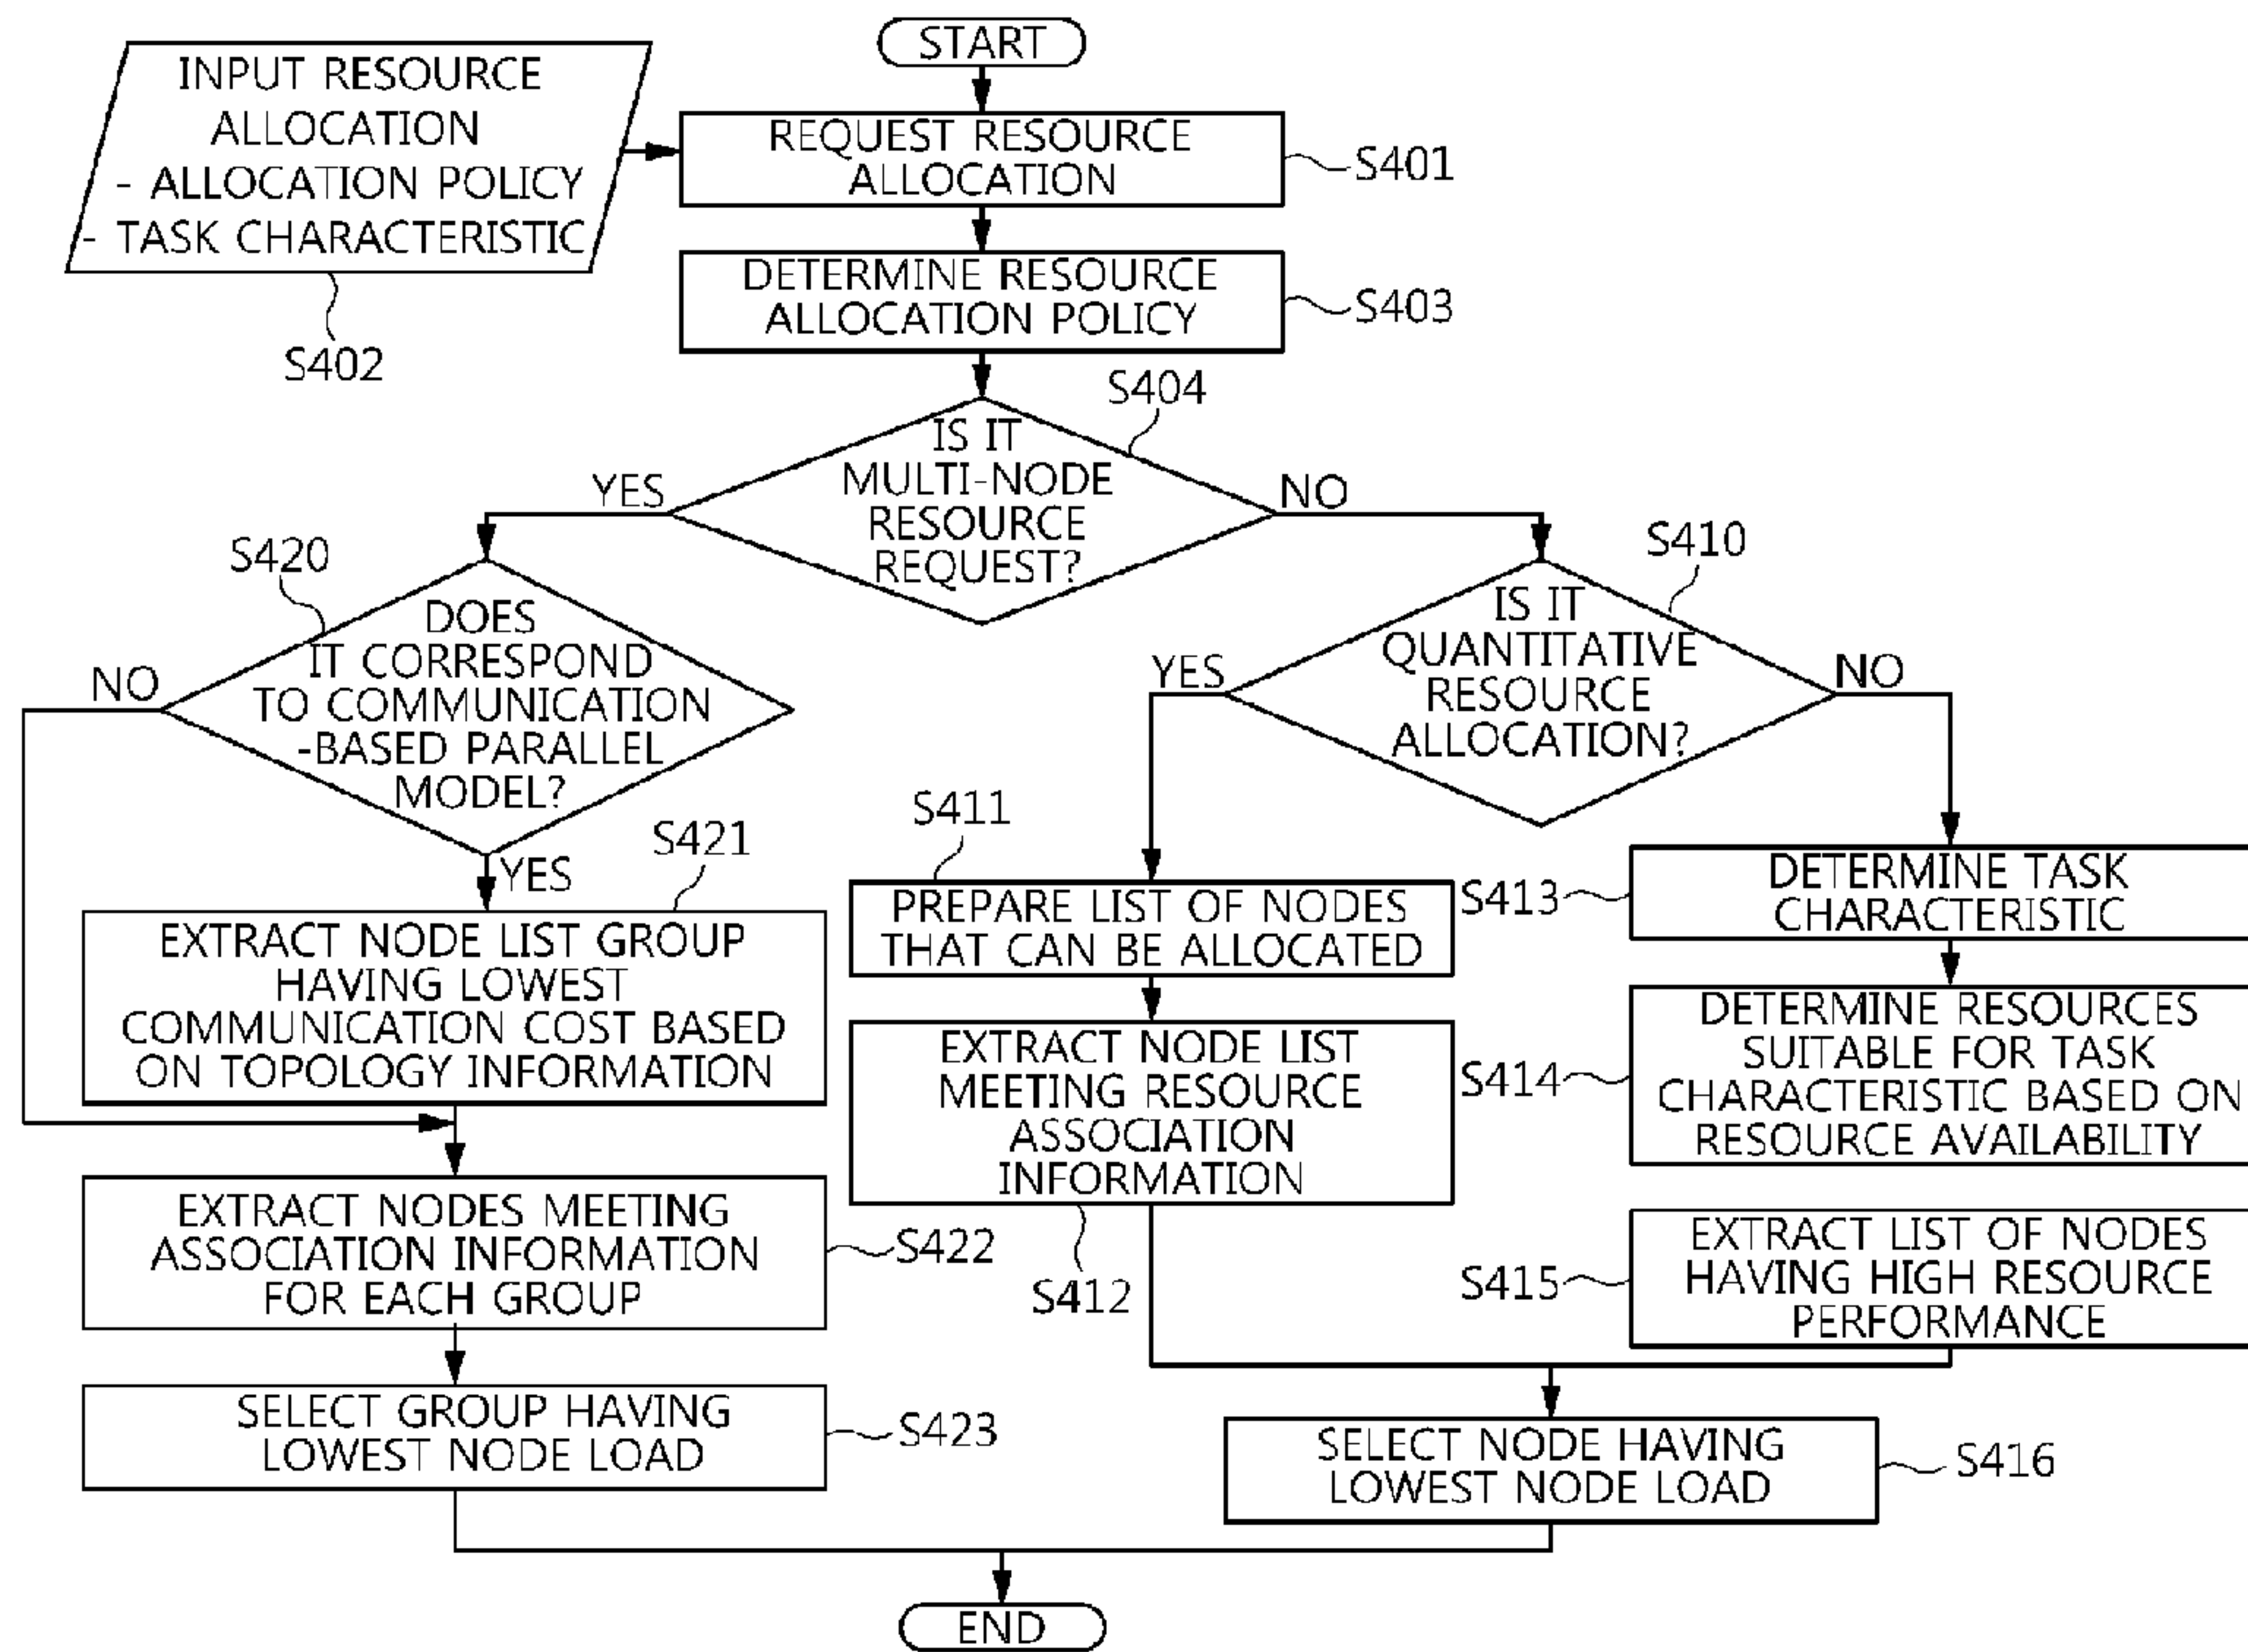 START
INPUT RESOURCE
ALLOCATION
- ALLOCATION POLICY
- TASK CHARACTERISTIC
S402
REQUEST RESOURCE
ALLOCATION
S401
DETERMINE RESOURCE
ALLOCATION POLICY
S403
S404
IS IT
MULTI-NODE
RESOURCE
REQUEST?
YES
NO
S420
DOES
IT CORRESPOND
TO COMMUNICATION
-BASED PARALLEL
MODEL?
NO
YES
S421
EXTRACT NODE LIST GROUP
HAVING LOWEST
COMMUNICATION COST BASED
ON TOPOLOGY INFORMATION
EXTRACT NODES MEETING
ASSOCIATION INFORMATION
FOR EACH GROUP
S422
SELECT GROUP HAVING
LOWEST NODE LOAD
S423
S410
IS IT
QUANTITATIVE
RESOURCE
ALLOCATION?
YES
NO
S411
PREPARE LIST OF NODES
THAT CAN BE ALLOCATED
EXTRACT NODE LIST
MEETING RESOURCE
ASSOCIATION
INFORMATION
S412
S413
DETERMINE TASK
CHARACTERISTIC
S414
DETERMINE RESOURCES
SUITABLE FOR TASK
CHARACTERISTIC BASED ON
RESOURCE AVAILABILITY
S415
EXTRACT LIST OF NODES
HAVING HIGH RESOURCE
PERFORMANCE
SELECT NODE HAVING
LOWEST NODE LOAD
S416
END